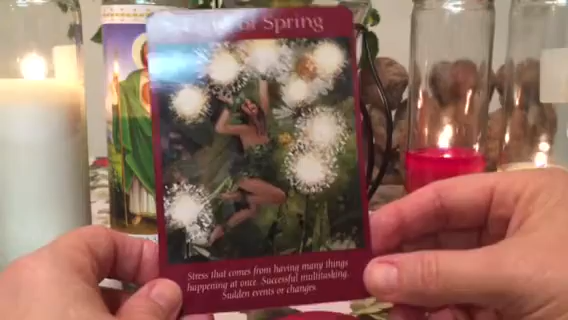 of Spring
Stress that comes from having many things
happening at once. Successful multitasking.
Sudden events or changes.